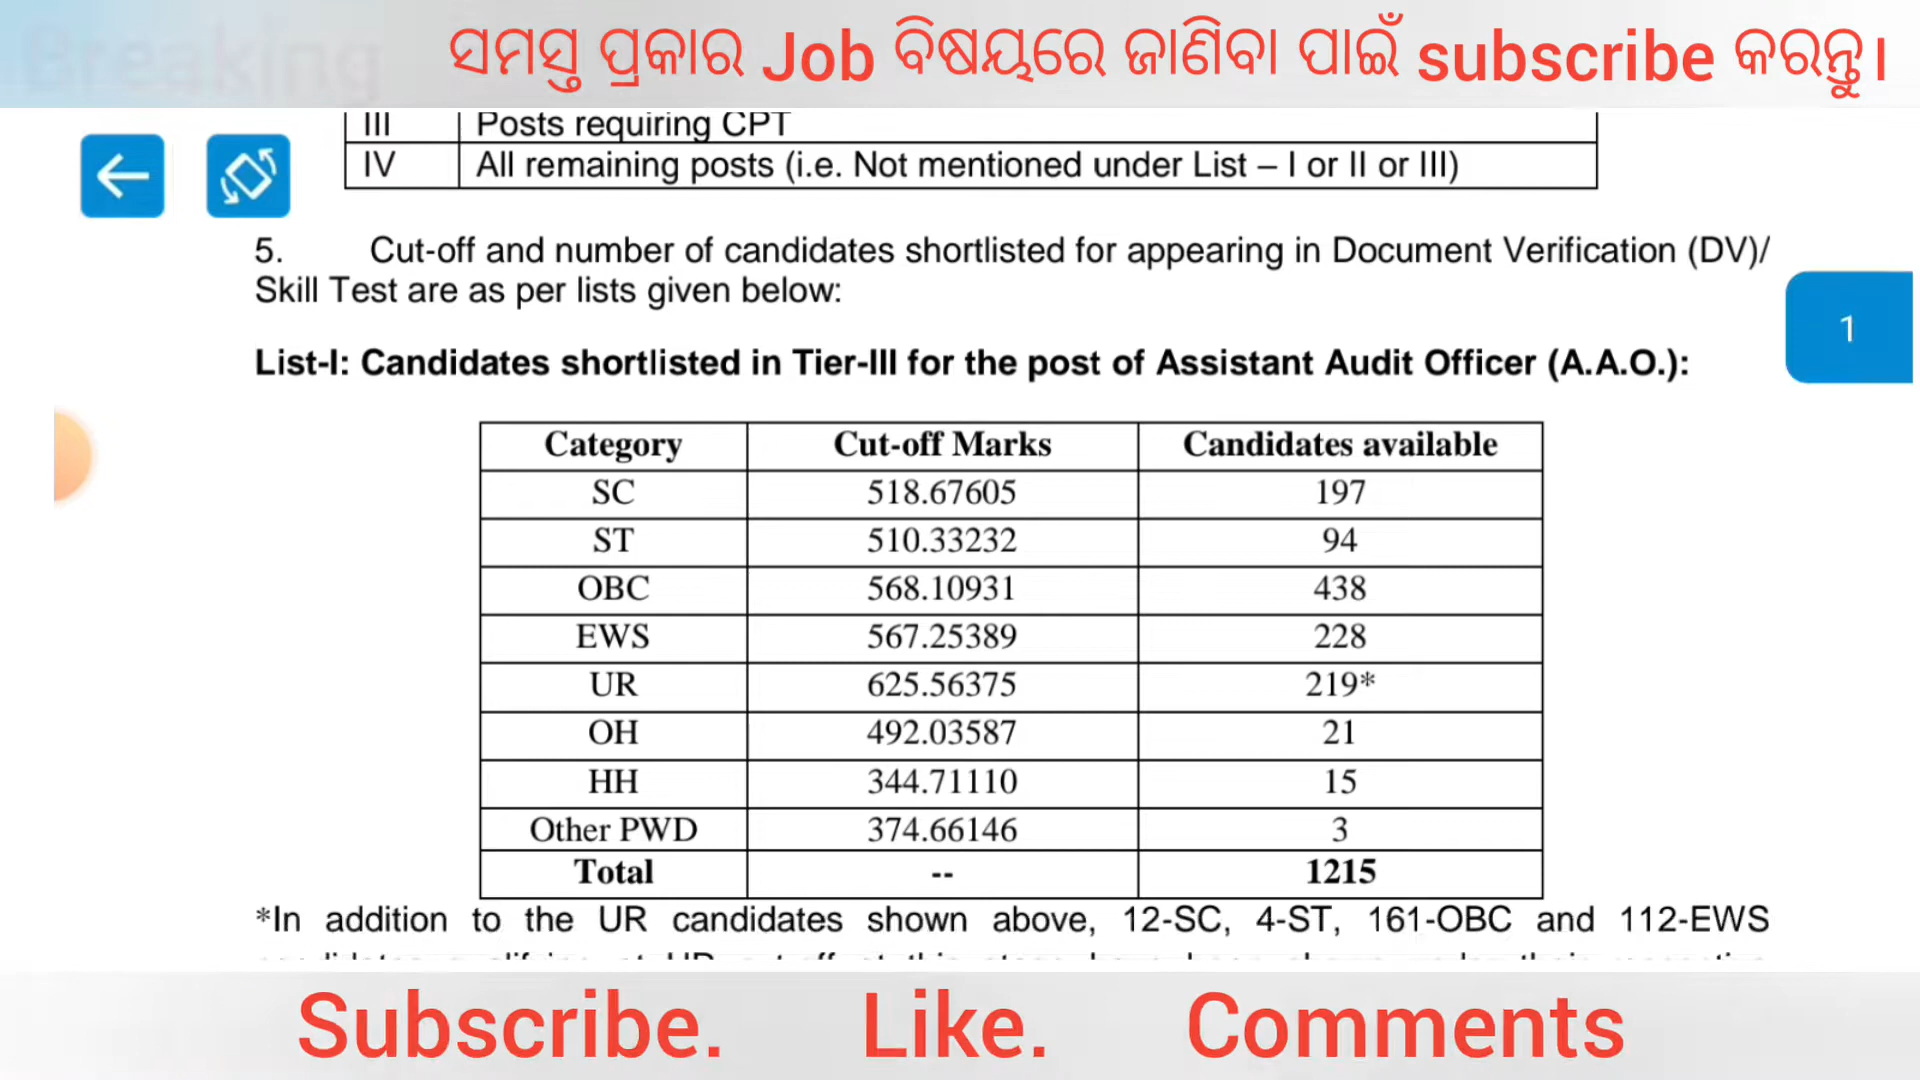 Breaking
ସମସ୍ତ ପ୍ରକାର Job ବିଷୟରେ ଜାଣିବା ପାଇଁ subscribe କରନ୍ତୁ।
III Posts requiring CPT
IV All remaining posts (i.e. Not mentioned under List – I or II or III)
5. Cut-off and number of candidates shortlisted for appearing in Document Verification (DV)/
Skill Test are as per lists given below:
1
List-I: Candidates shortlisted in Tier-III for the post of Assistant Audit Officer (A.A.O.):
Category Cut-off Marks Candidates available
SC 518.67605 197
ST 510.33232 94
OBC 568.10931 438
EWS 567.25389 228
UR 625.56375 219*
OH 492.03587 21
HH 344.71110 15
Other PWD 374.66146 3
Total -- 1215
*In addition to the UR candidates shown above, 12-SC, 4-ST, 161-OBC and 112-EWS
Subscribe. Like. Comments